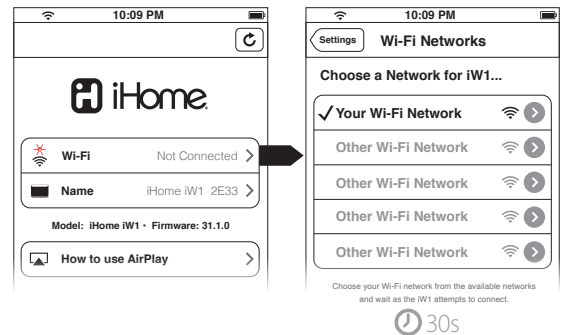 10:09 PM
iHome
Wi-Fi Not Connected
Name iHome iW1 2E33
Model: iHome iW1 • Firmware: 31.1.0
How to use AirPlay
10:09 PM
Settings Wi-Fi Networks
Choose a Network for iW1...
Your Wi-Fi Network
Other Wi-Fi Network
Other Wi-Fi Network
Other Wi-Fi Network
Other Wi-Fi Network
Choose your Wi-Fi network from the available networks
and wait as the iW1 attempts to connect.
30s